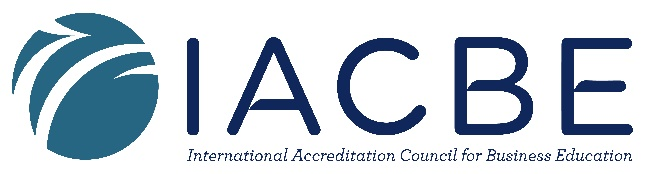 IACBE
International Accreditation Council for Business Education